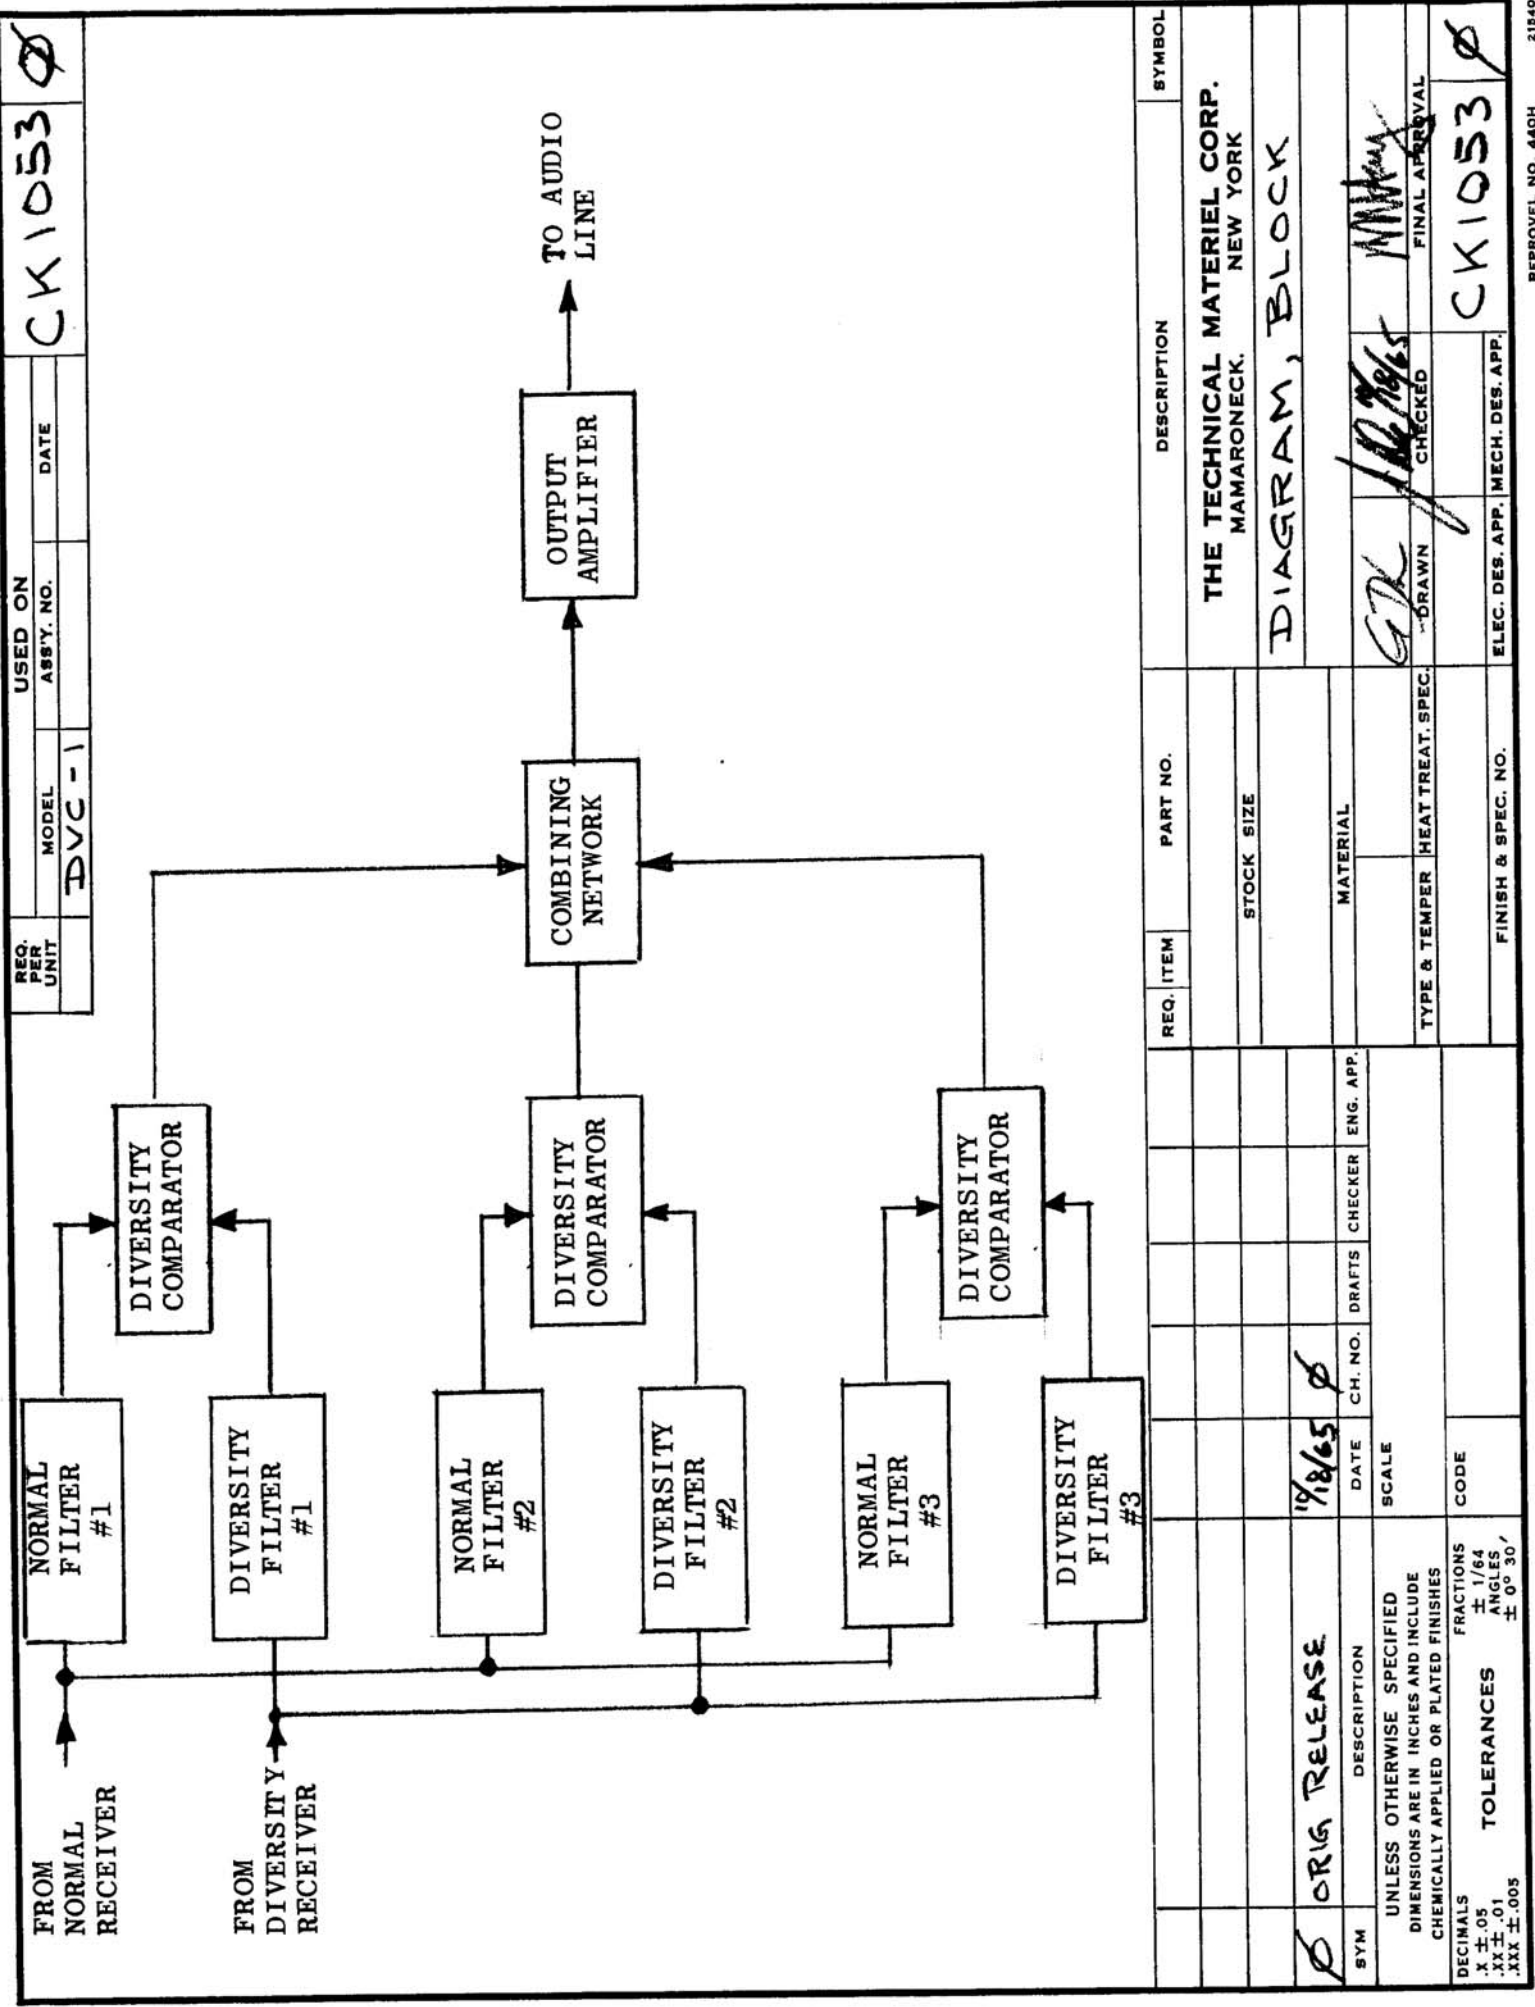 USED ON
REQ.
PER
UNIT
MODEL
ASS'Y. NO.
DATE
DVC-1
CK1053 Ø
FROM
NORMAL
RECEIVER
FROM
DIVERSITY
RECEIVER
NORMAL
FILTER
#1
DIVERSITY
FILTER
#1
NORMAL
FILTER
#2
DIVERSITY
FILTER
#2
NORMAL
FILTER
#3
DIVERSITY
FILTER
#3
DIVERSITY
COMPARATOR
DIVERSITY
COMPARATOR
DIVERSITY
COMPARATOR
COMBINING
NETWORK
OUTPUT
AMPLIFIER
TO AUDIO
LINE
Ø ORIG RELEASE 10/18/65 Ø
SYM DESCRIPTION DATE CH. NO. DRAFTS CHECKER ENG. APP.
UNLESS OTHERWISE SPECIFIED
DIMENSIONS ARE IN INCHES AND INCLUDE
CHEMICALLY APPLIED OR PLATED FINISHES
SCALE
DECIMALS
.X ±.05
.XX ±.01
.XXX ±.005
TOLERANCES
FRACTIONS
± 1/64
ANGLES
± 0° 30′
CODE
REQ. ITEM PART NO. DESCRIPTION SYMBOL
STOCK SIZE
MATERIAL
TYPE & TEMPER HEAT TREAT. SPEC.
FINISH & SPEC. NO.
THE TECHNICAL MATERIEL CORP.
MAMARONECK. NEW YORK
DIAGRAM, BLOCK
DRAWN
CHECKED
FINAL APPROVAL
ELEC. DES. APP. MECH. DES. APP.
CK1053 Ø